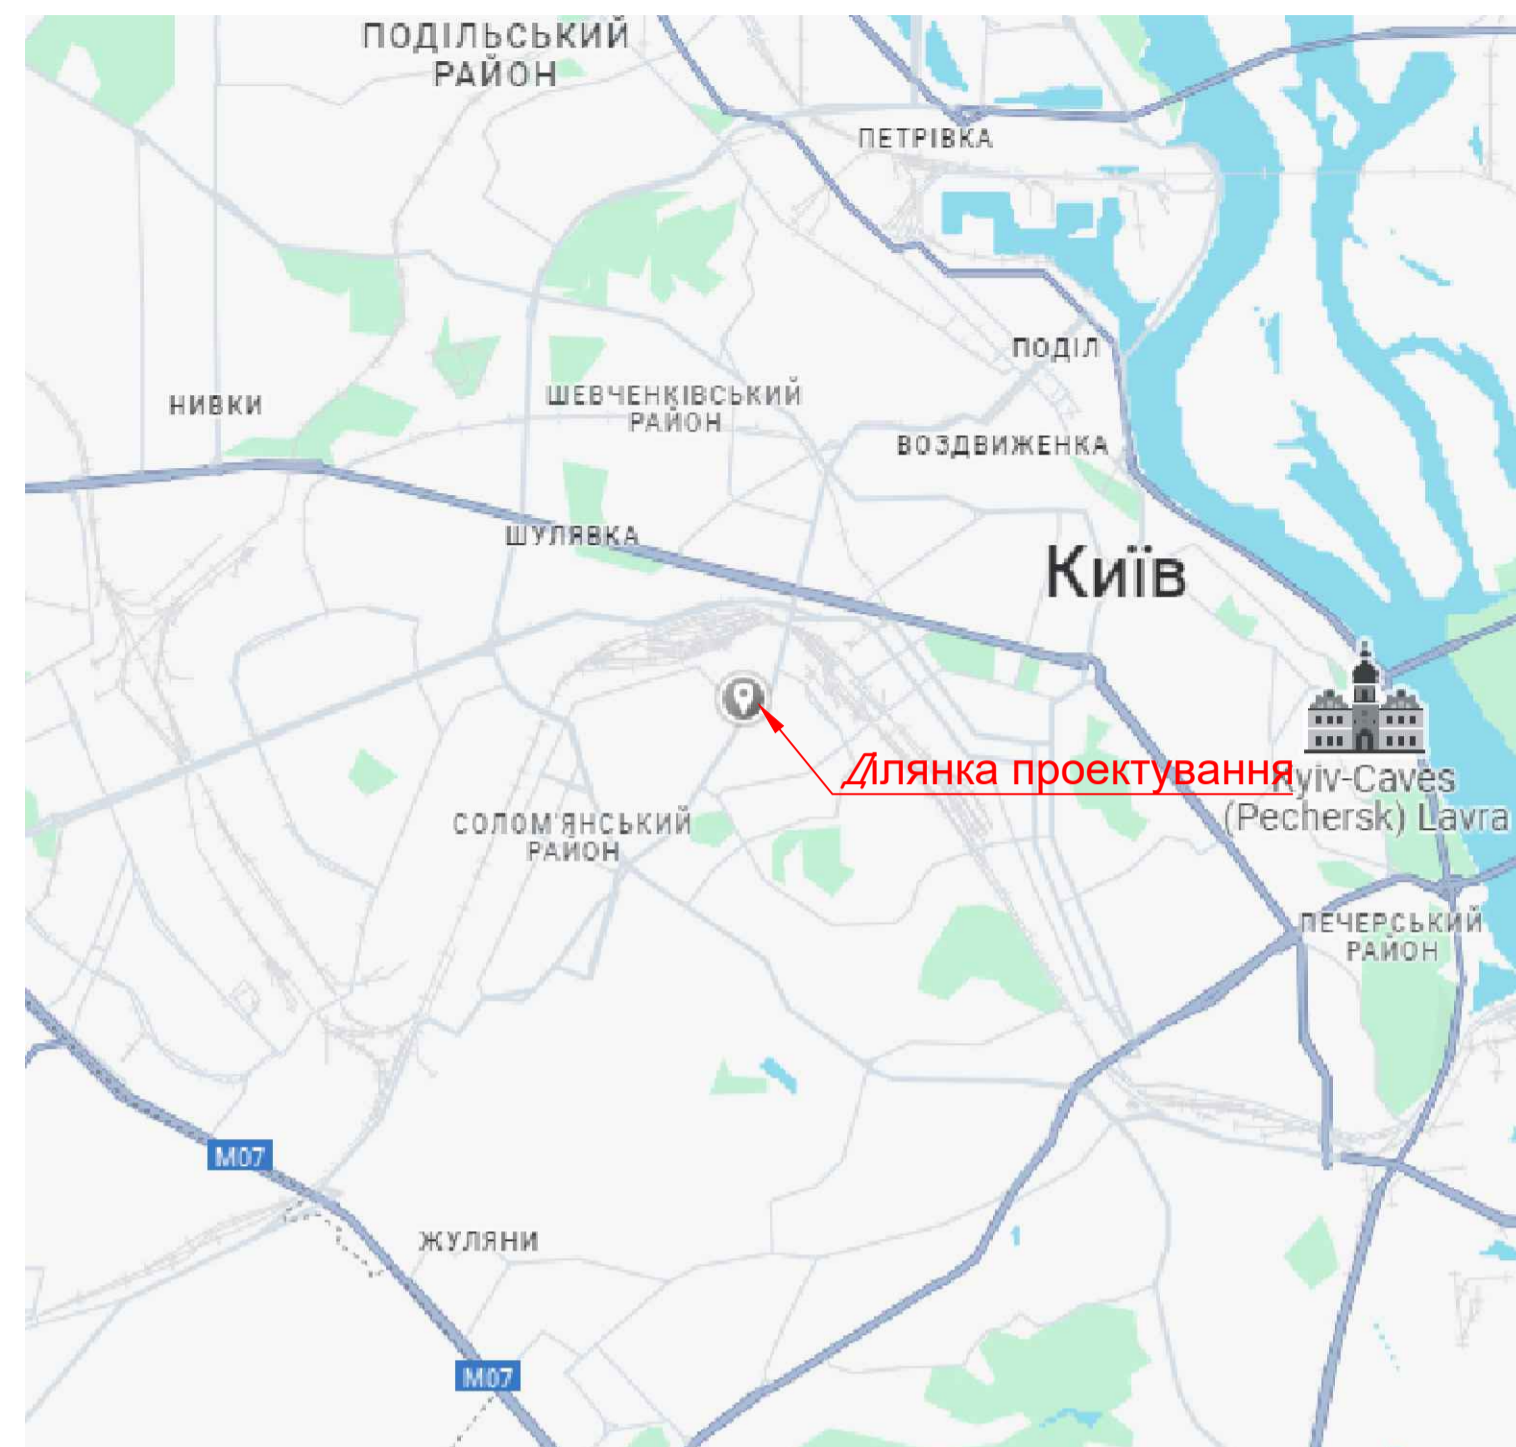 ПОДІЛЬСЬКИЙ
РАЙОН
ПЕТРІВКА
ПОДІЛ
НИВКИ
ШЕВЧЕНКІВСЬКИЙ
РАЙОН
ВОЗДВИЖЕНКА
ШУЛЯВКА
Київ
Ділянка проектування
Kyiv-Caves
(Pechersk) Lavra
СОЛОМ'ЯНСЬКИЙ
РАЙОН
ПЕЧЕРСЬКИЙ
РАЙОН
M07
ЖУЛЯНИ
M07